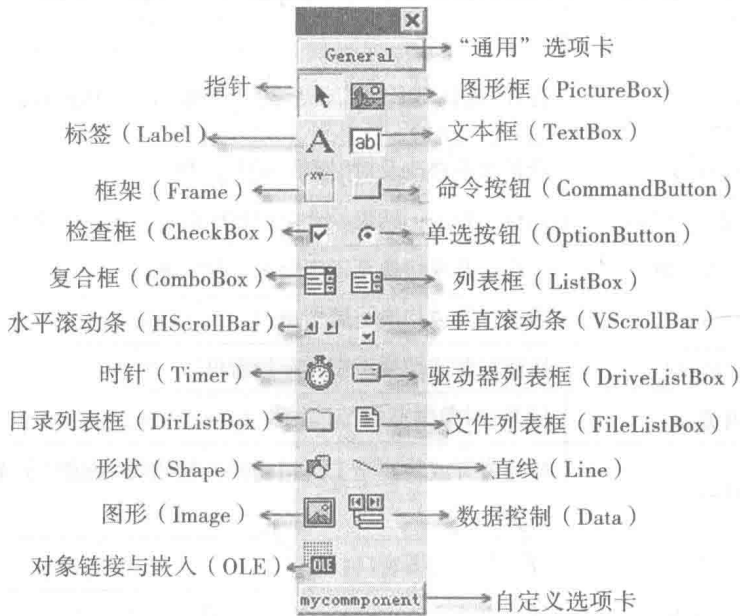 General
“通用”选项卡
指针
图形框（PictureBox)
标签（Label）
A
ab
文本框（TextBox）
框架（Frame）
XY
命令按钮（CommandButton）
检查框（CheckBox）
单选按钮（OptionButton）
复合框（ComboBox）
列表框（ListBox）
水平滚动条（HScrollBar）
垂直滚动条（VScrollBar）
时针（Timer）
驱动器列表框（DriveListBox）
目录列表框（DirListBox）
文件列表框（FileListBox）
形状（Shape）
直线（Line）
图形（Image）
数据控制（Data）
对象链接与嵌入（OLE）
OLE
mycommponent
自定义选项卡